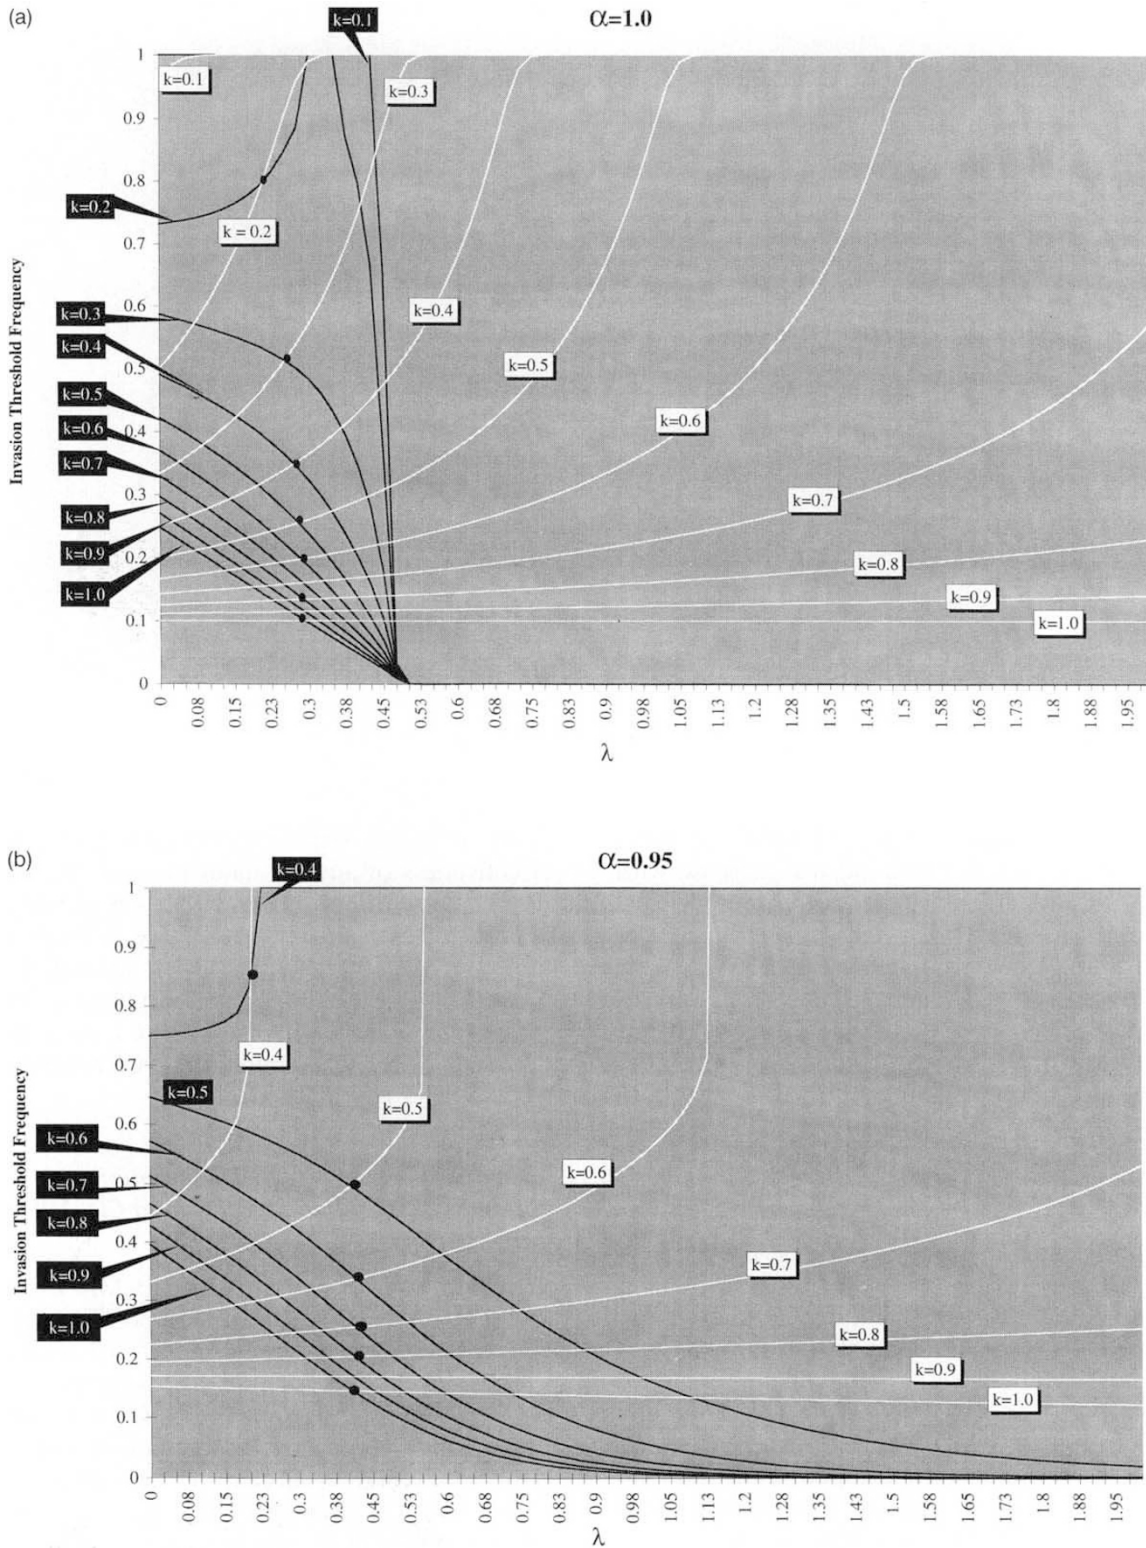 (a)
α=1.0
k=0.1
1
k=0.1
k=0.3
0.9
0.8
k=0.2
k = 0.2
0.7
Invasion Threshold Frequency
0.6
k=0.3
k=0.4
k=0.4
0.5
k=0.5
k=0.5
0.4
k=0.6
k=0.6
k=0.7
0.3
k=0.7
k=0.8
0.2
k=0.9
k=0.8
k=1.0
k=0.9
0.1
k=1.0
0
0 0.08 0.15 0.23 0.3 0.38 0.45 0.53 0.6 0.68 0.75 0.83 0.9 0.98 1.05 1.13 1.2 1.28 1.35 1.43 1.5 1.58 1.65 1.73 1.8 1.88 1.95
λ
(b)
α=0.95
k=0.4
1
0.9
0.8
0.7
k=0.4
Invasion Threshold Frequency
k=0.5
k=0.5
0.6
k=0.6
k=0.6
0.5
k=0.7
k=0.8
0.4
k=0.7
k=0.9
0.3
k=1.0
k=0.8
0.2
k=0.9
k=1.0
0.1
0
0 0.08 0.15 0.23 0.3 0.38 0.45 0.53 0.6 0.68 0.75 0.83 0.9 0.98 1.05 1.13 1.2 1.28 1.35 1.43 1.5 1.58 1.65 1.73 1.8 1.88 1.95
λ